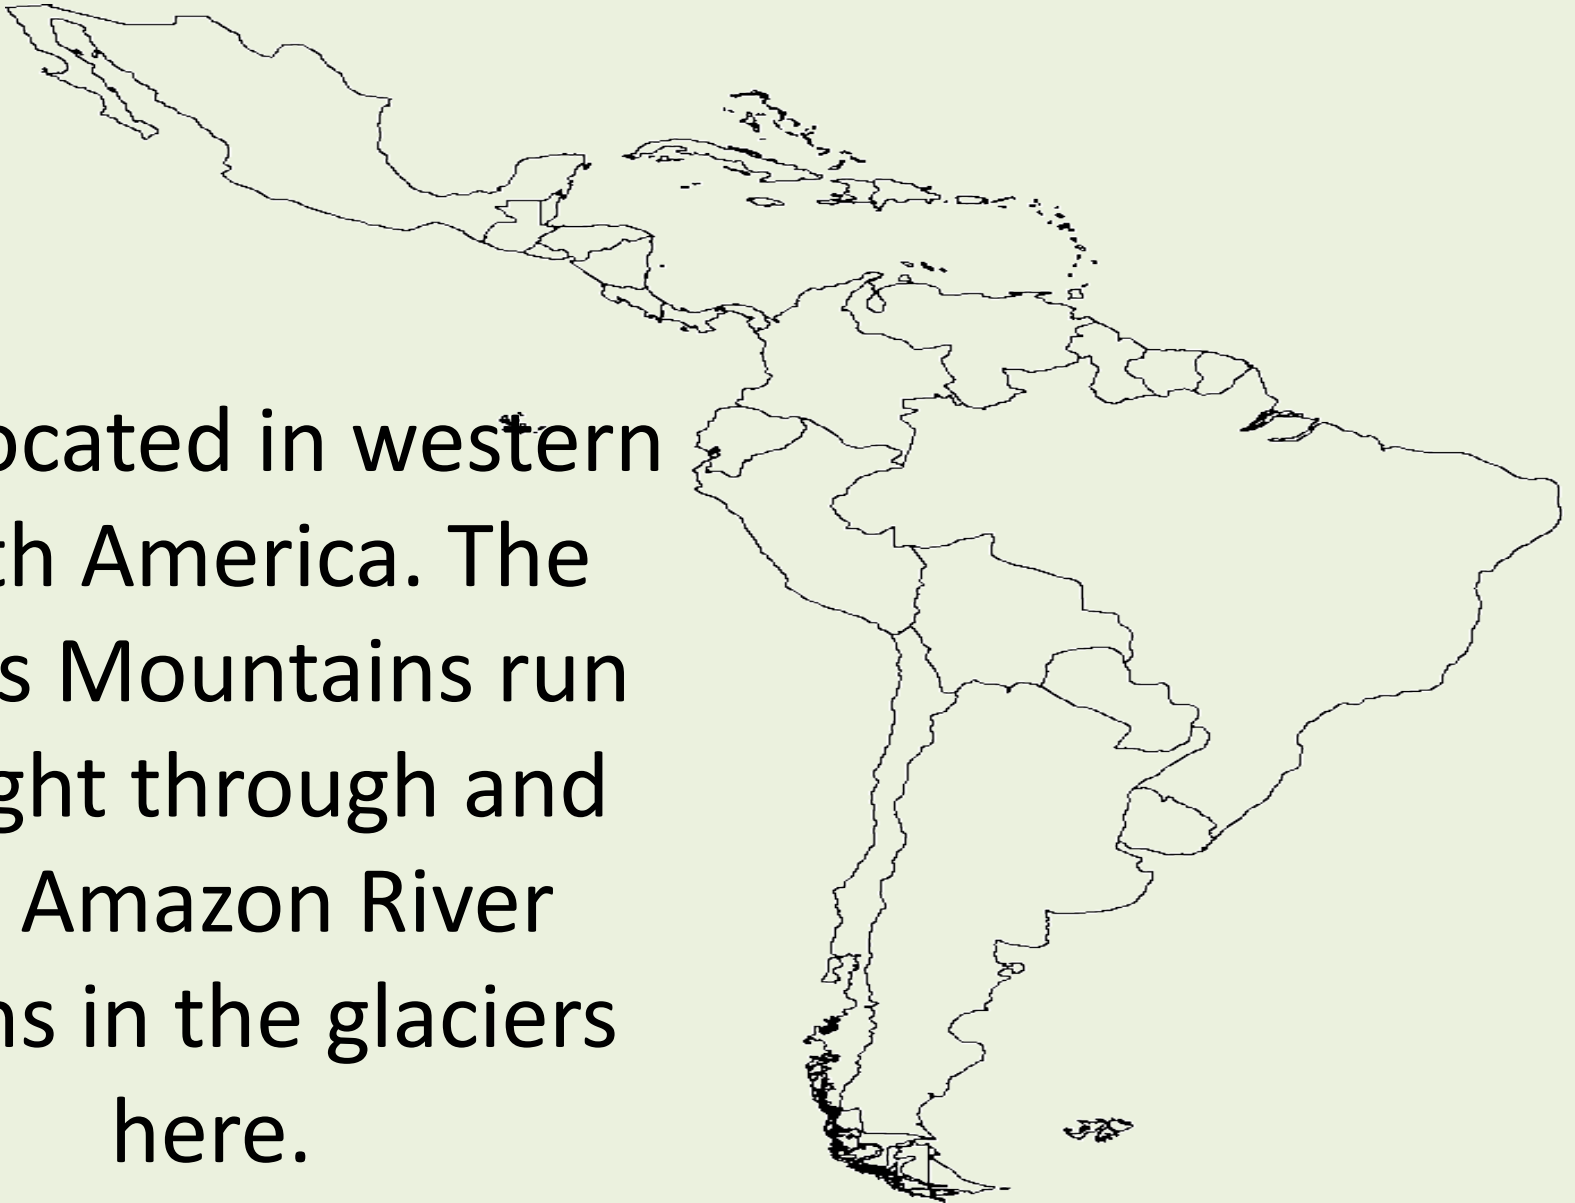 ocated in western
th America. The
s Mountains run
ght through and
Amazon River
ns in the glaciers
here.